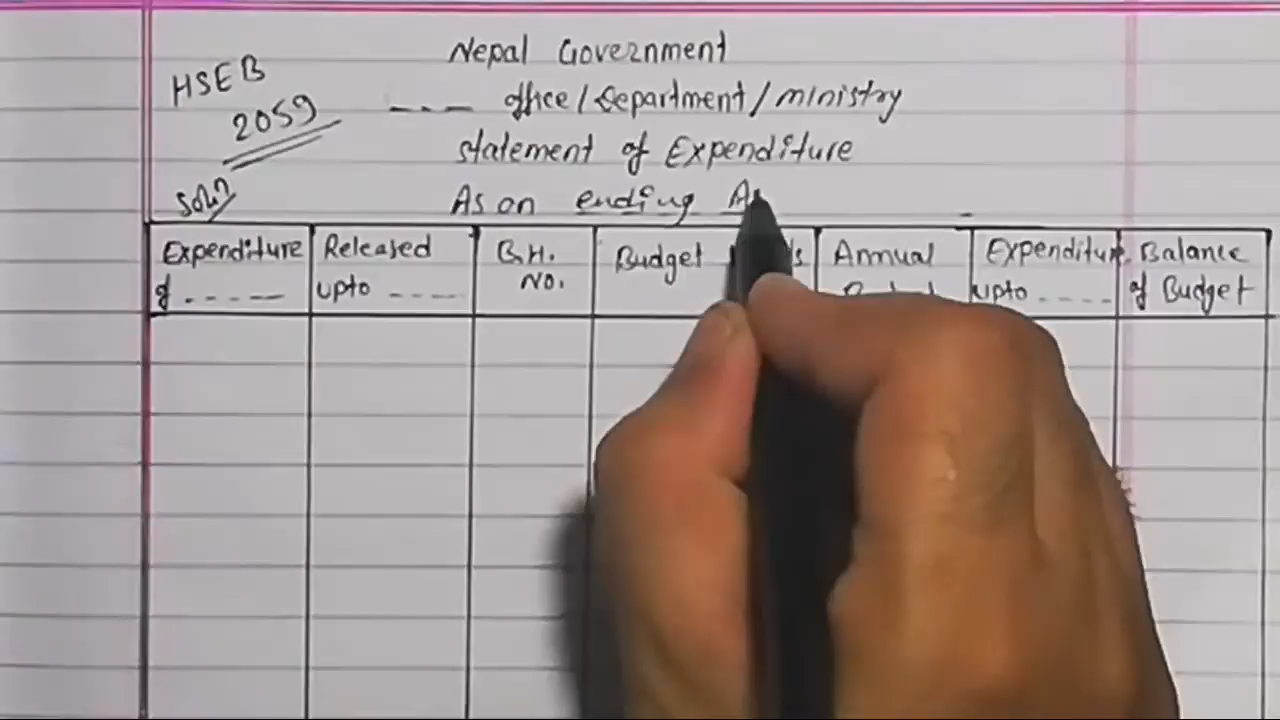 Nepal Government
HSEB
2059
---- office/Department/ministry
statement of Expenditure
Soln
As on ending
Expenditure of ------
Released upto ----
B.H. No.
Budget
Annual
Expenditure upto ----
Balance of Budget